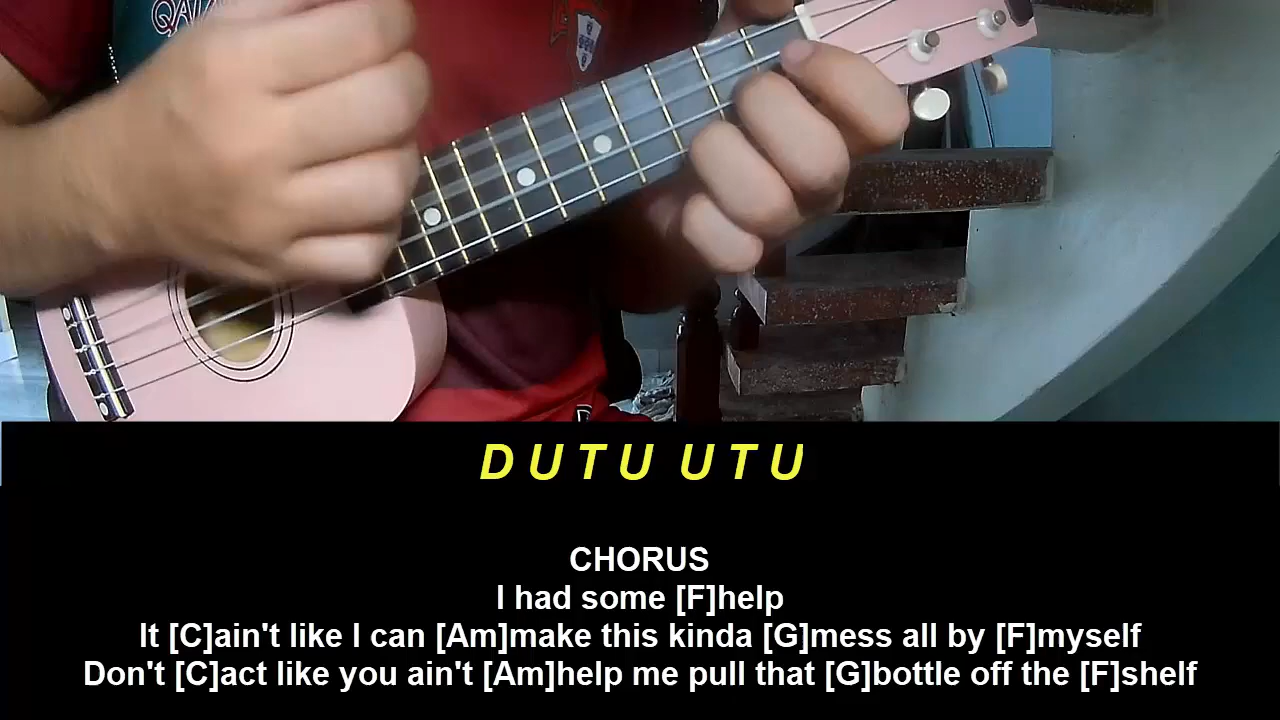 D U T U U T U
CHORUS
I had some [F]help
It [C]ain't like I can [Am]make this kinda [G]mess all by [F]myself
Don't [C]act like you ain't [Am]help me pull that [G]bottle off the [F]shelf